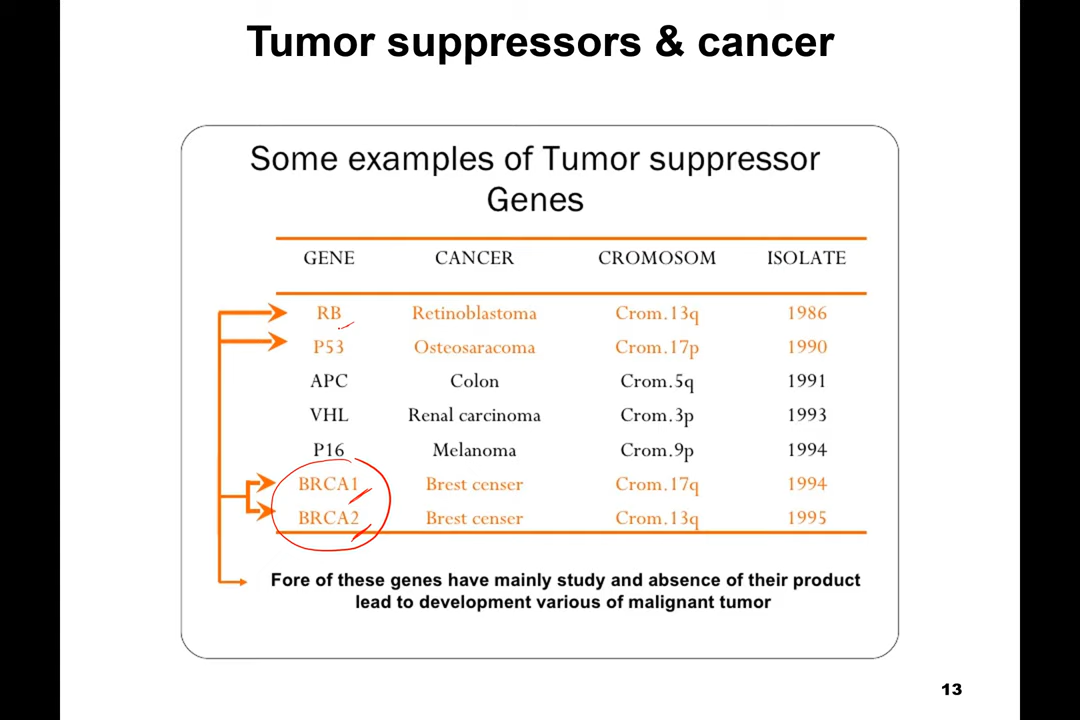 Tumor suppressors & cancer
Some examples of Tumor suppressor
Genes
GENE CANCER CROMOSOM ISOLATE
RB Retinoblastoma Crom.13q 1986
P53 Osteosaracoma Crom.17p 1990
APC Colon Crom.5q 1991
VHL Renal carcinoma Crom.3p 1993
P16 Melanoma Crom.9p 1994
BRCA1 Brest censer Crom.17q 1994
BRCA2 Brest censer Crom.13q 1995
Fore of these genes have mainly study and absence of their product
lead to development various of malignant tumor
13